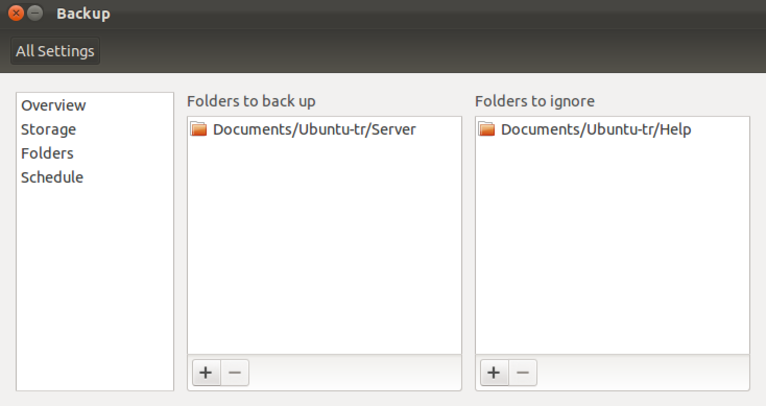 Backup
All Settings
Overview
Storage
Folders
Schedule
Folders to back up
Documents/Ubuntu-tr/Server
Folders to ignore
Documents/Ubuntu-tr/Help